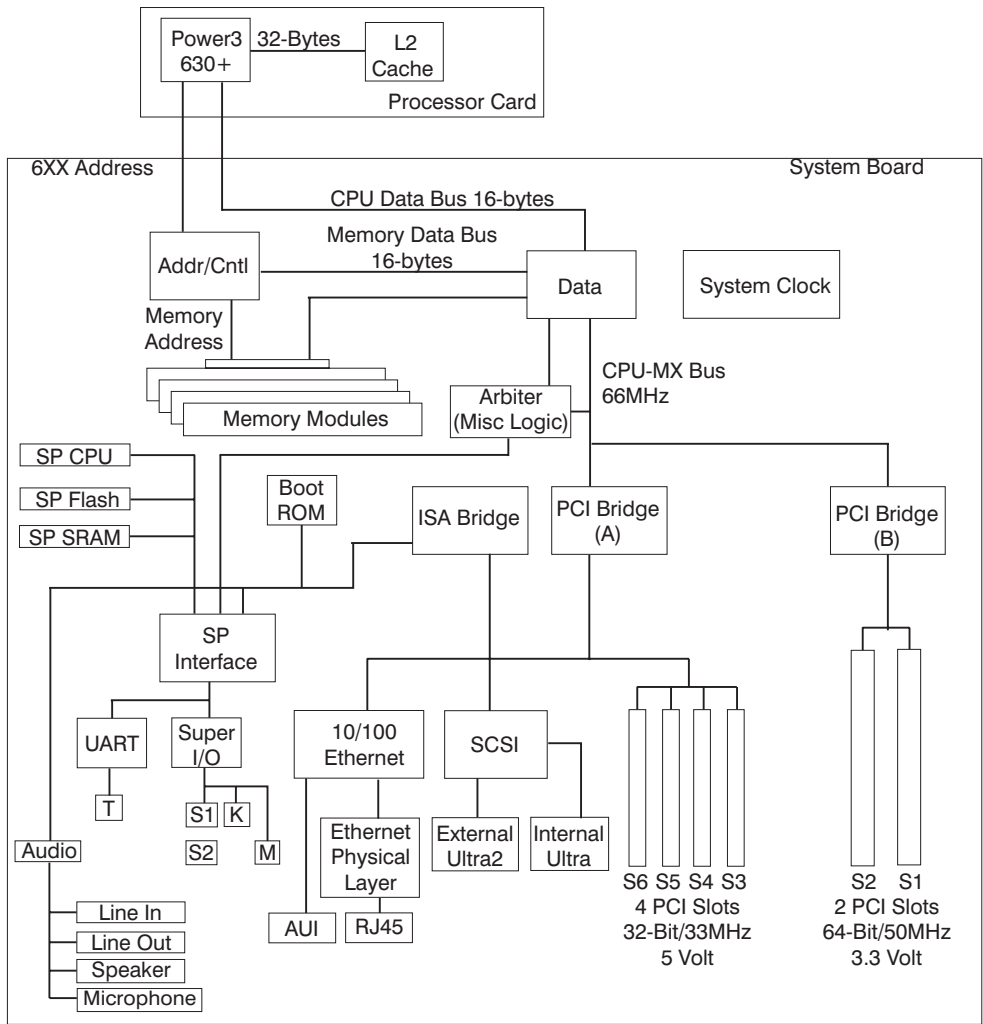 Power3
630+
32-Bytes
L2
Cache
Processor Card
6XX Address
System Board
CPU Data Bus 16-bytes
Memory Data Bus
16-bytes
Addr/Cntl
Data
System Clock
Memory
Address
CPU-MX Bus
66MHz
Arbiter
(Misc Logic)
Memory Modules
SP CPU
SP Flash
SP SRAM
Boot
ROM
ISA Bridge
PCI Bridge
(A)
PCI Bridge
(B)
SP
Interface
UART
Super
I/O
10/100
Ethernet
SCSI
T
S1
K
S2
M
Audio
Ethernet
Physical
Layer
External
Ultra2
Internal
Ultra
AUI
RJ45
S6 S5 S4 S3
4 PCI Slots
32-Bit/33MHz
5 Volt
S2 S1
2 PCI Slots
64-Bit/50MHz
3.3 Volt
Line In
Line Out
Speaker
Microphone